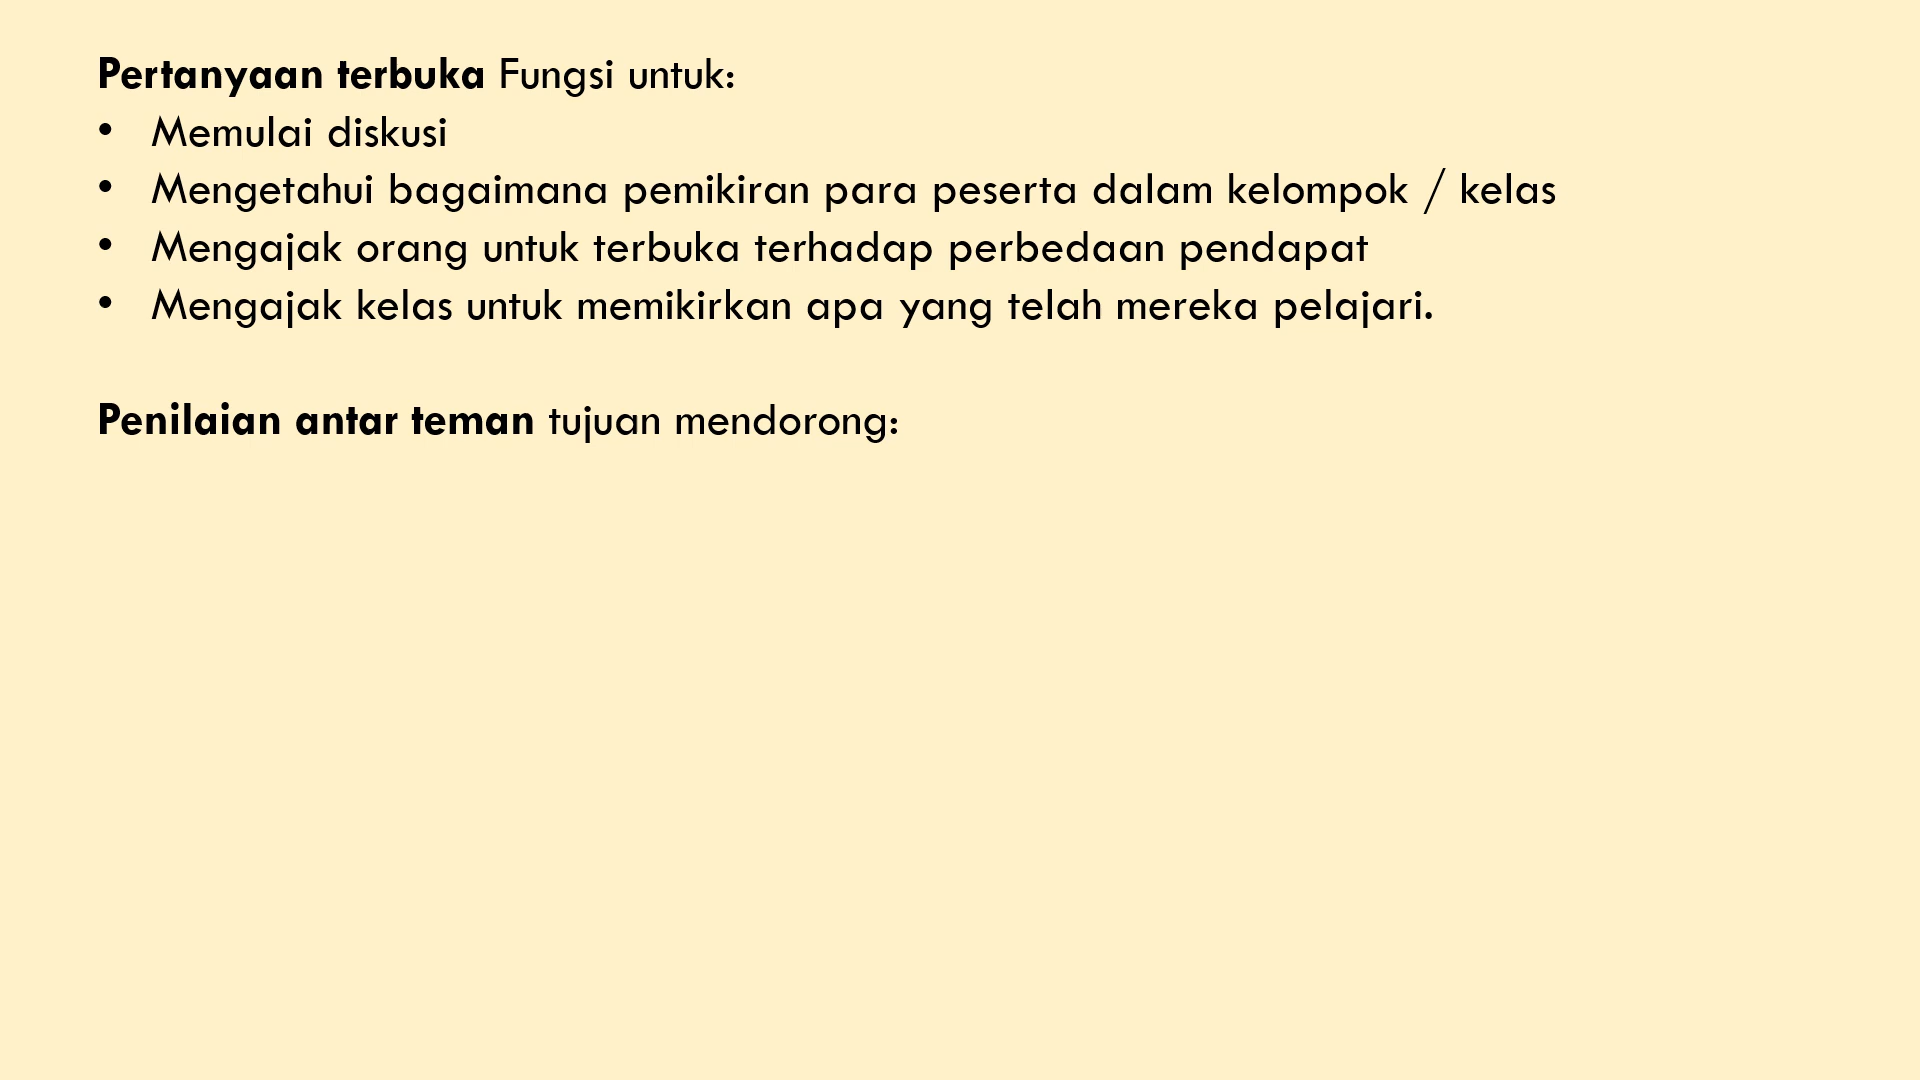 Pertanyaan terbuka Fungsi untuk:
• Memulai diskusi
• Mengetahui bagaimana pemikiran para peserta dalam kelompok / kelas
• Mengajak orang untuk terbuka terhadap perbedaan pendapat
• Mengajak kelas untuk memikirkan apa yang telah mereka pelajari.
Penilaian antar teman tujuan mendorong: